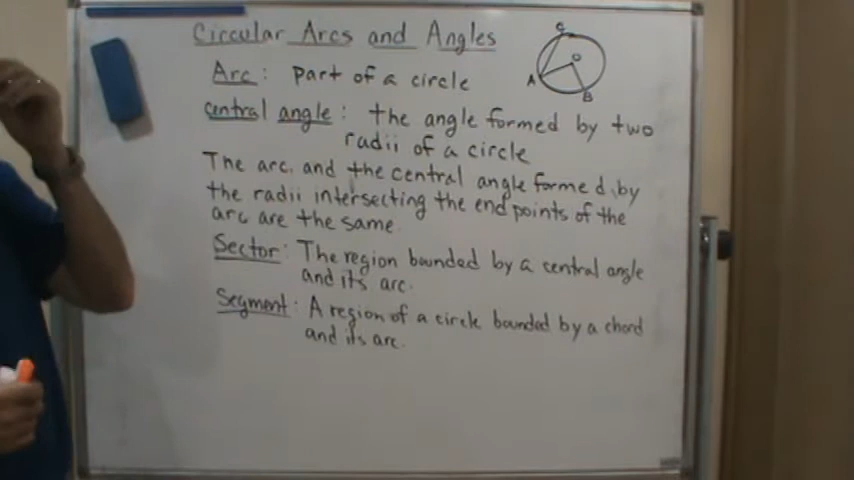 Circular Arcs and Angles
Arc: part of a circle
central angle: the angle formed by two
radii of a circle
The arc and the central angle formed by
the radii intersecting the end points of the
arc are the same.
Sector: The region bounded by a central angle
and its arc.
Segment: A region of a circle bounded by a chord
and its arc.
C
O
A
B